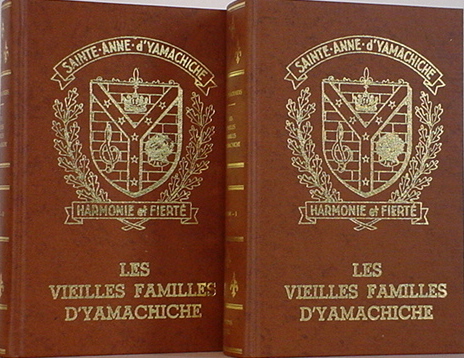 SAINTE·ANNE·d'YAMACHICHE
HARMONIE et FIERTÉ
LES
VIEILLES FAMILLES
D'YAMACHICHE
SAINTE·ANNE·d'YAMACHICHE
HARMONIE et FIERTÉ
LES
VIEILLES FAMILLES
D'YAMACHICHE